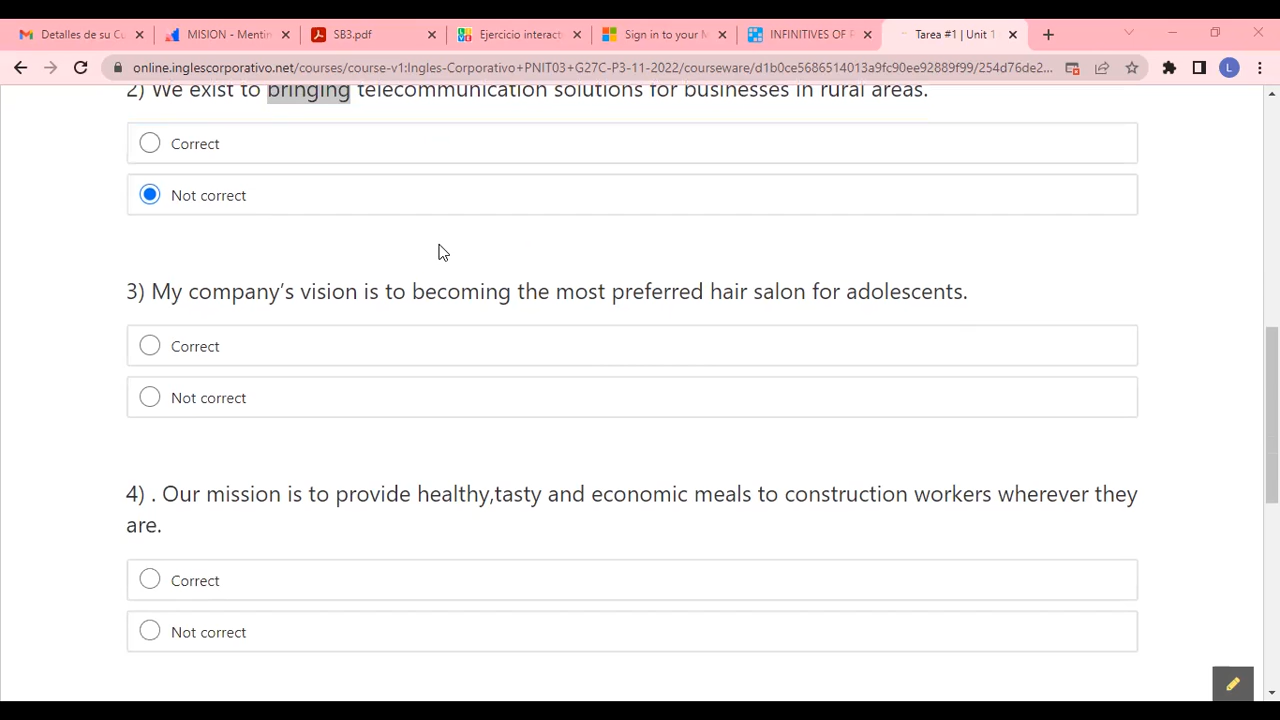 Detalles de su Cu
MISION - Mentin
SB3.pdf
Ejercicio interact
Sign in to your M
INFINITIVES OF P
Tarea #1 | Unit 1
online.inglescorporativo.net/courses/course-v1:Ingles-Corporativo+PNIT03+G27C-P3-11-2022/courseware/d1b0ce5686514013a9fc90ee92889f99/254d76de2...
L
2) We exist to bringing telecommunication solutions for businesses in rural areas.
Correct
Not correct
3) My company's vision is to becoming the most preferred hair salon for adolescents.
Correct
Not correct
4) . Our mission is to provide healthy,tasty and economic meals to construction workers wherever they
are.
Correct
Not correct